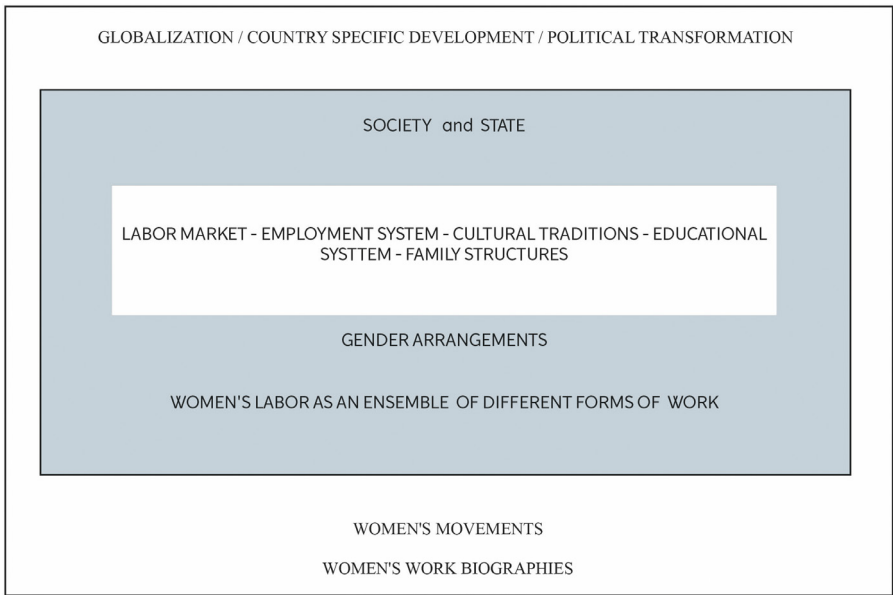 GLOBALIZATION / COUNTRY SPECIFIC DEVELOPMENT / POLITICAL TRANSFORMATION
SOCIETY and STATE
LABOR MARKET - EMPLOYMENT SYSTEM - CULTURAL TRADITIONS - EDUCATIONAL
SYSTTEM - FAMILY STRUCTURES
GENDER ARRANGEMENTS
WOMEN'S LABOR AS AN ENSEMBLE OF DIFFERENT FORMS OF WORK
WOMEN'S MOVEMENTS
WOMEN'S WORK BIOGRAPHIES